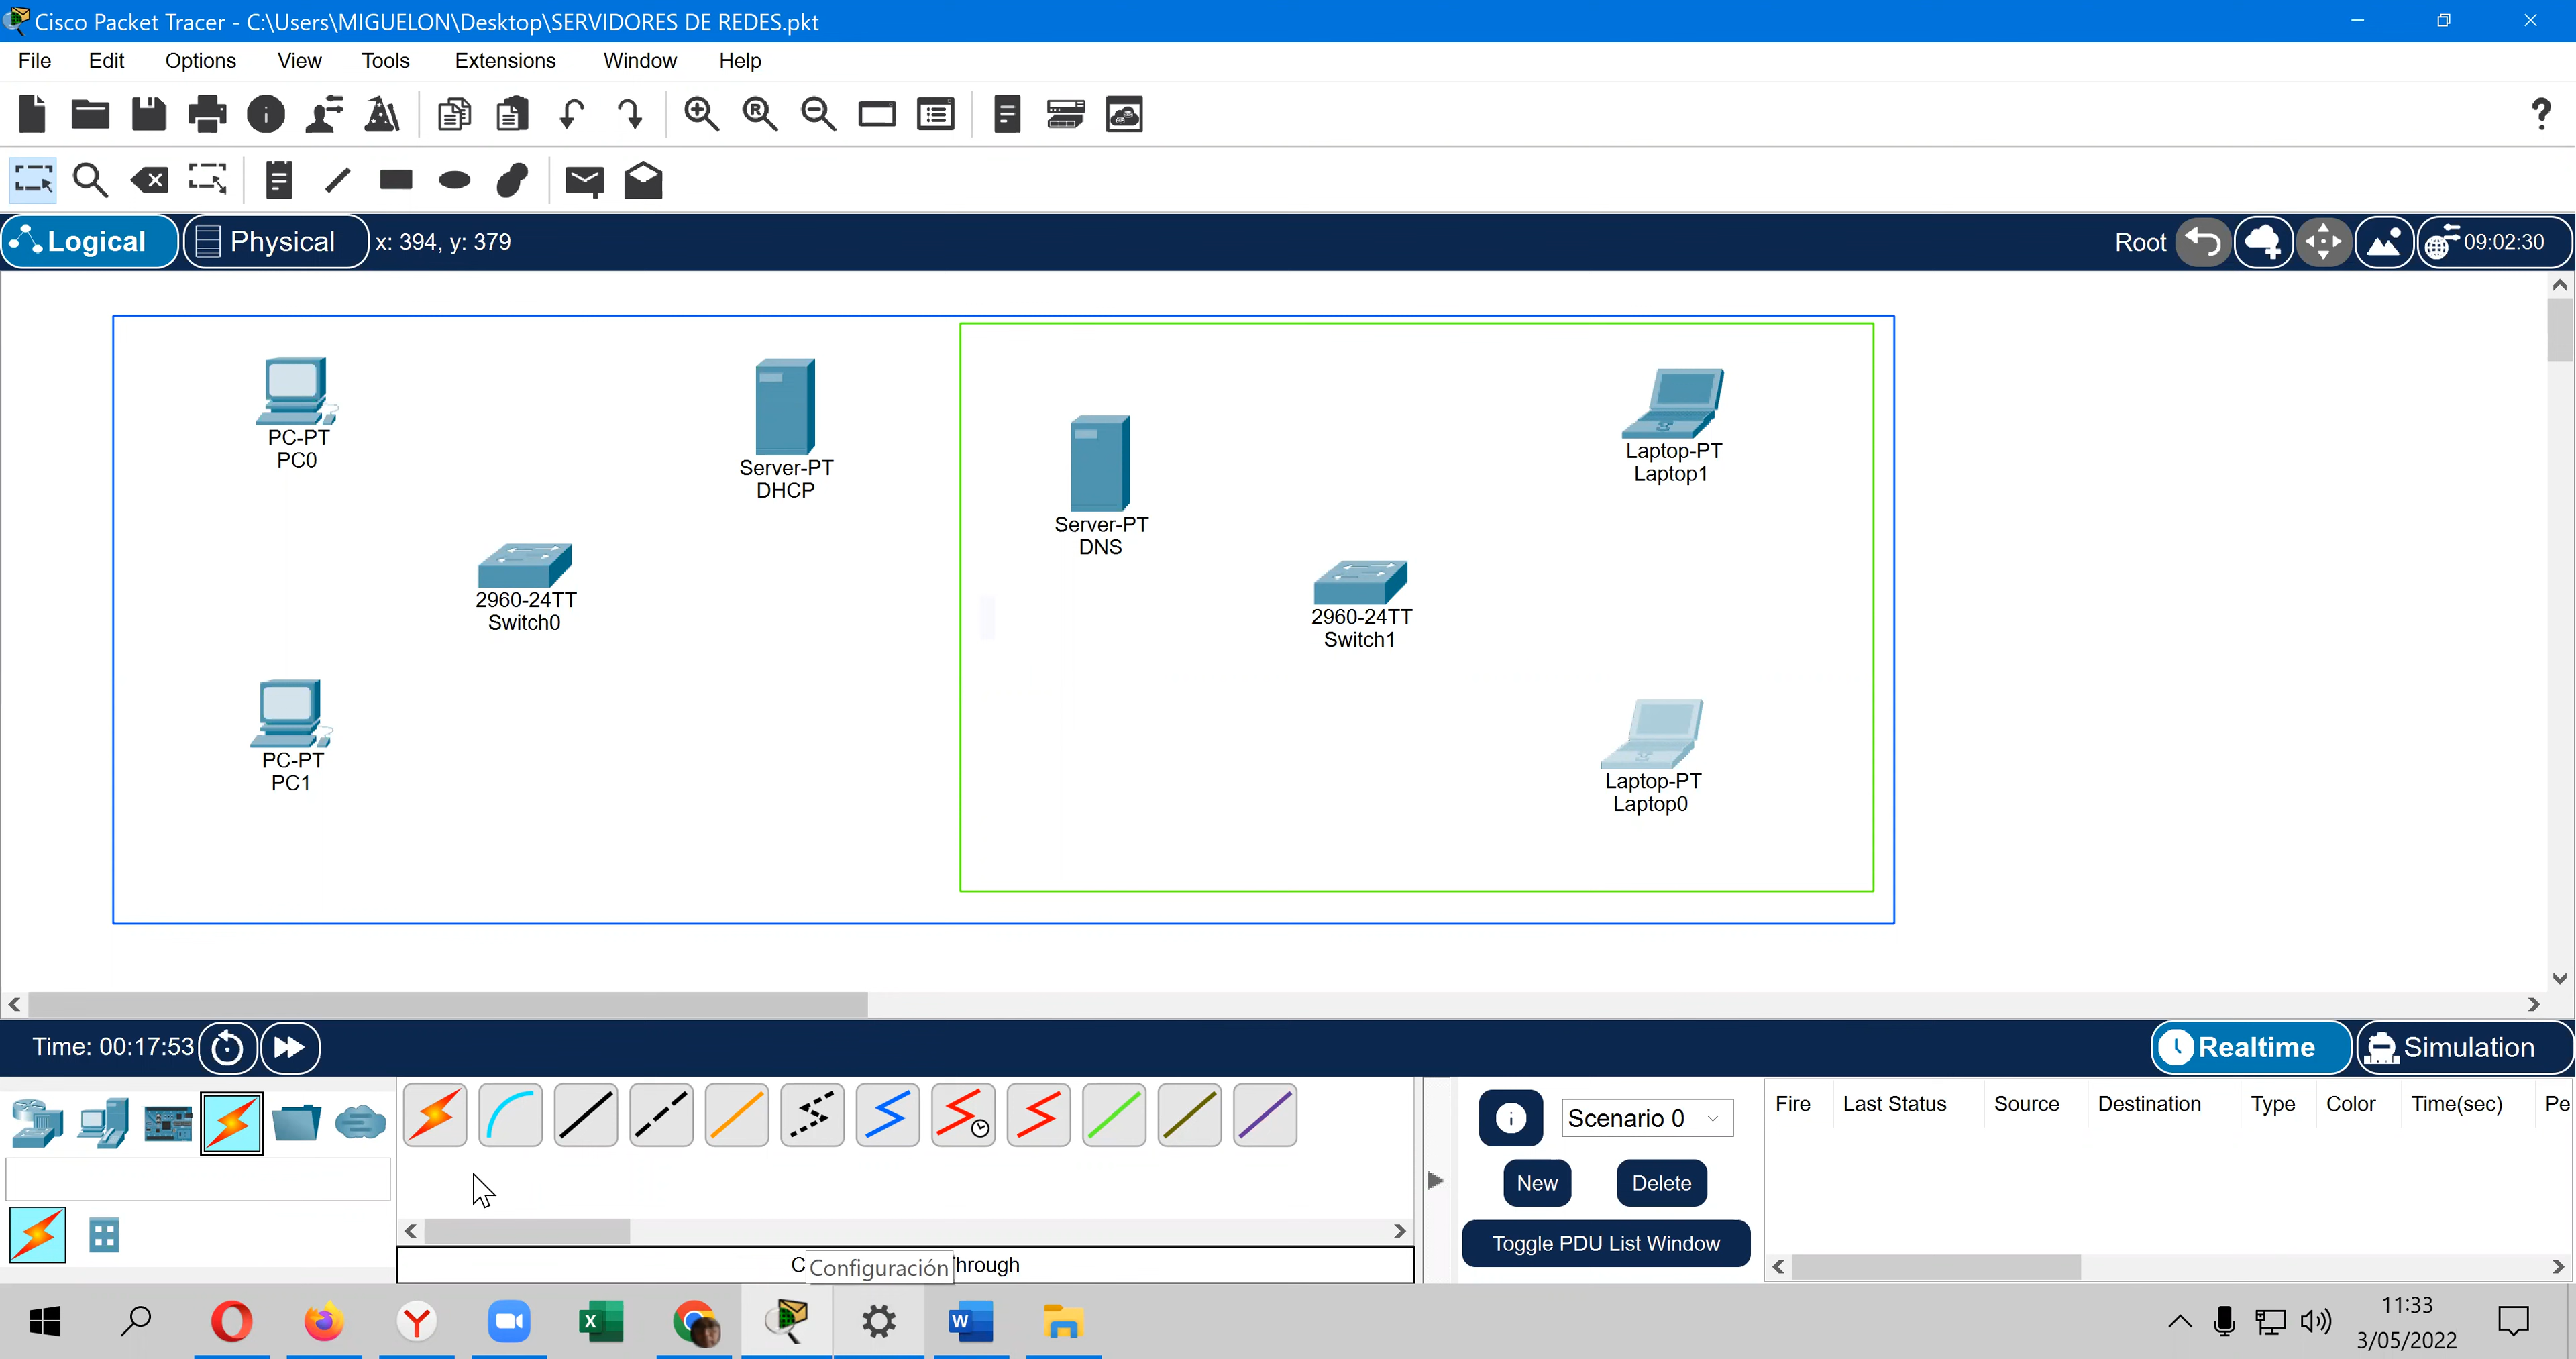 Cisco Packet Tracer - C:\Users\MIGUELON\Desktop\SERVIDORES DE REDES.pkt
File Edit Options View Tools Extensions Window Help
Logical Physical x: 394, y: 379 Root 09:02:30
PC-PT
PC0
Server-PT
DHCP
Server-PT
DNS
Laptop-PT
Laptop1
2960-24TT
Switch0
2960-24TT
Switch1
PC-PT
PC1
Laptop-PT
Laptop0
Time: 00:17:53 Realtime Simulation
Scenario 0
New Delete
Toggle PDU List Window
Fire Last Status Source Destination Type Color Time(sec) Pe
C Configuración hrough
11:33
3/05/2022